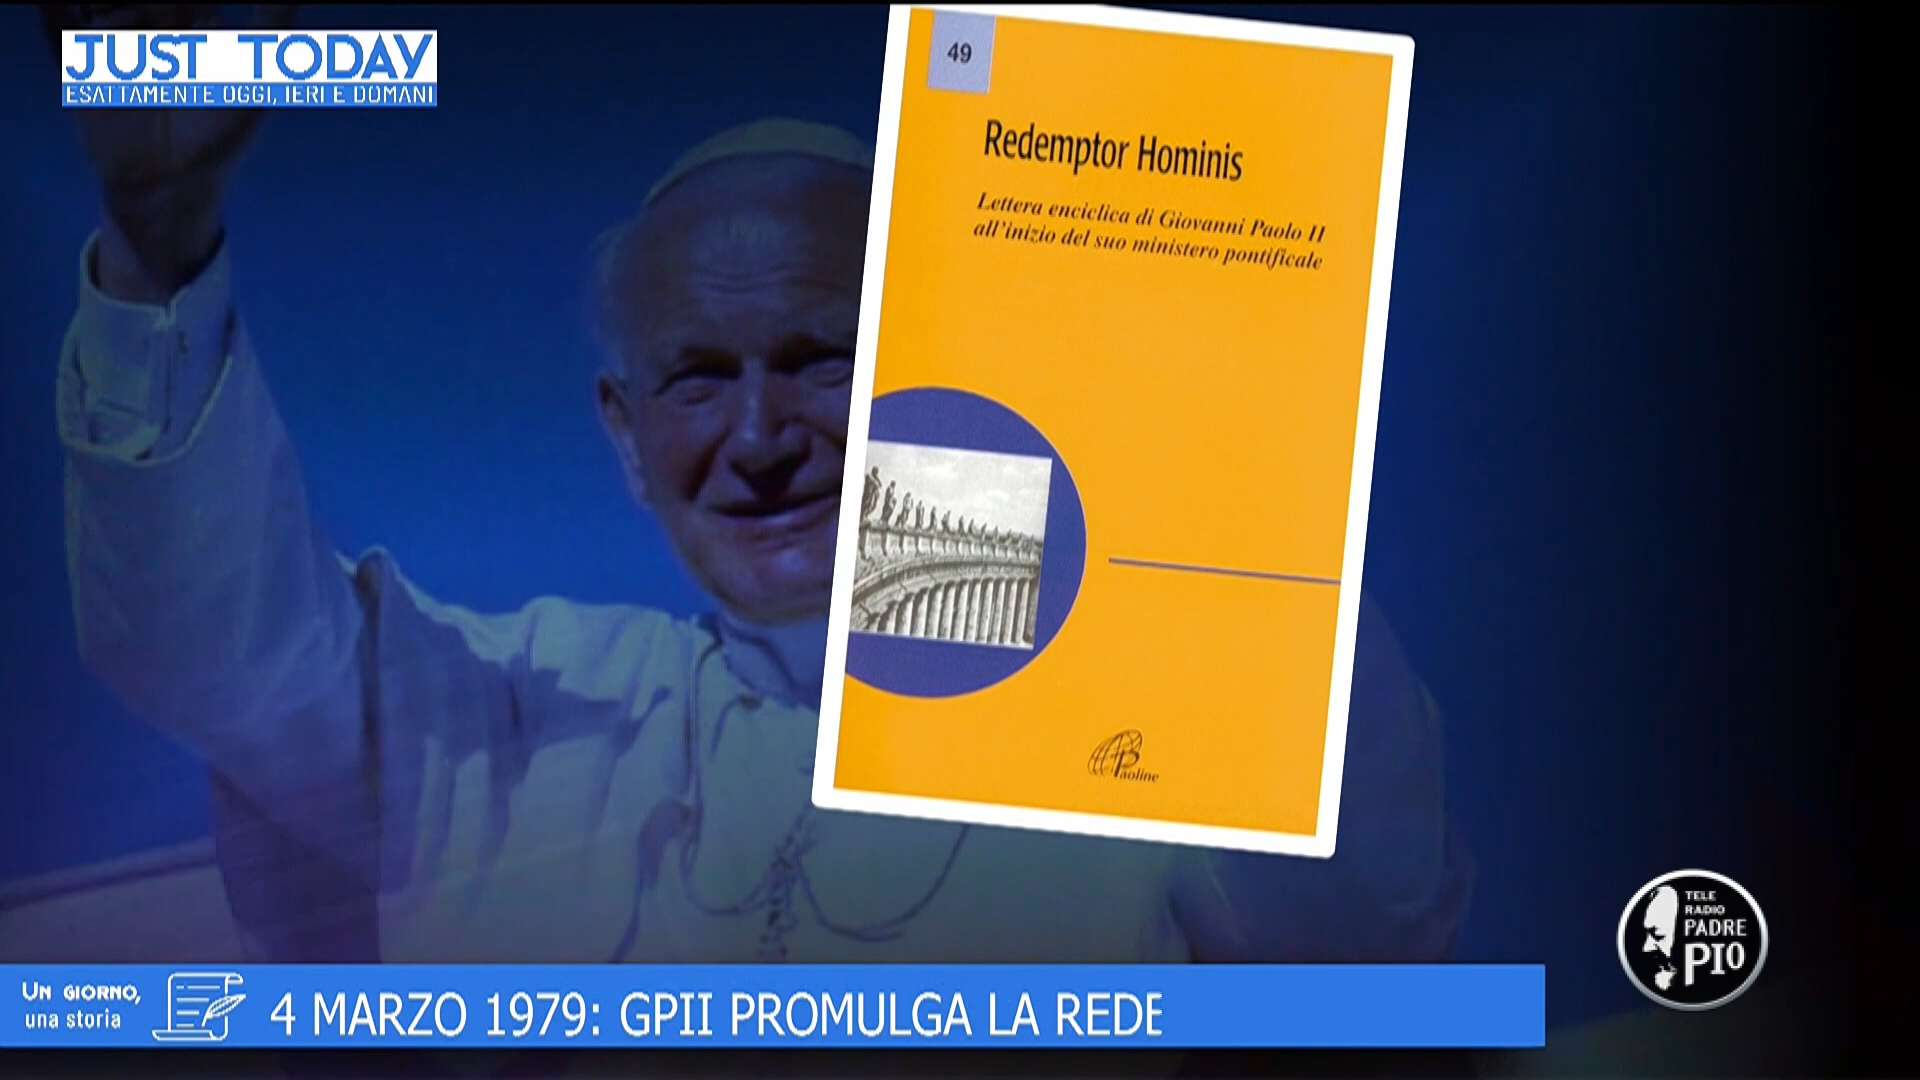 JUST TODAY
ESATTAMENTE OGGI, IERI E DOMANI
49
Redemptor Hominis
Lettera enciclica di Giovanni Paolo II
all'inizio del suo ministero pontificale
Paoline
TELE
RADIO
PADRE
PIO
Un giorno,
una storia
4 MARZO 1979: GPII PROMULGA LA REDE